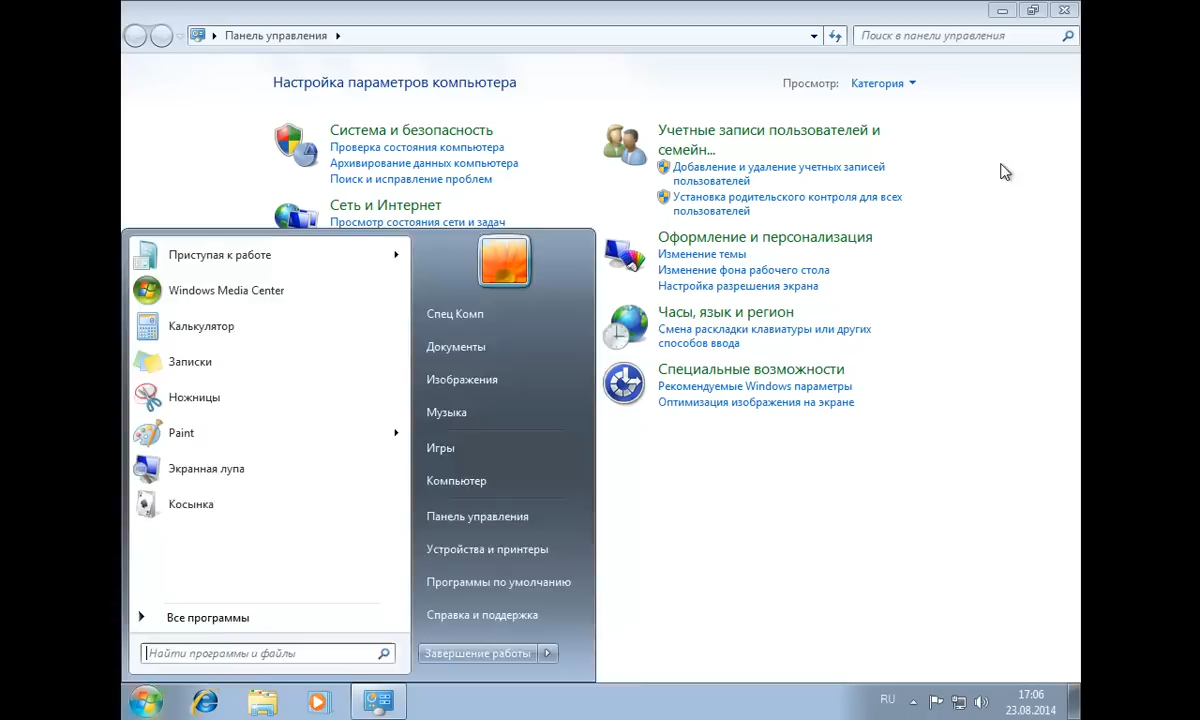 Панель управления
Поиск в панели управления
Настройка параметров компьютера
Просмотр: Категория
Система и безопасность
Проверка состояния компьютера
Архивирование данных компьютера
Поиск и исправление проблем
Сеть и Интернет
Просмотр состояния сети и задач
Учетные записи пользователей и
семейн...
Добавление и удаление учетных записей
пользователей
Установка родительского контроля для всех
пользователей
Оформление и персонализация
Изменение темы
Изменение фона рабочего стола
Настройка разрешения экрана
Часы, язык и регион
Смена раскладки клавиатуры или других
способов ввода
Специальные возможности
Рекомендуемые Windows параметры
Оптимизация изображения на экране
Приступая к работе
Windows Media Center
Калькулятор
Записки
Ножницы
Paint
Экранная лупа
Косынка
Все программы
Найти программы и файлы
Спец Комп
Документы
Изображения
Музыка
Игры
Компьютер
Панель управления
Устройства и принтеры
Программы по умолчанию
Справка и поддержка
Завершение работы
RU
17:06
23.08.2014